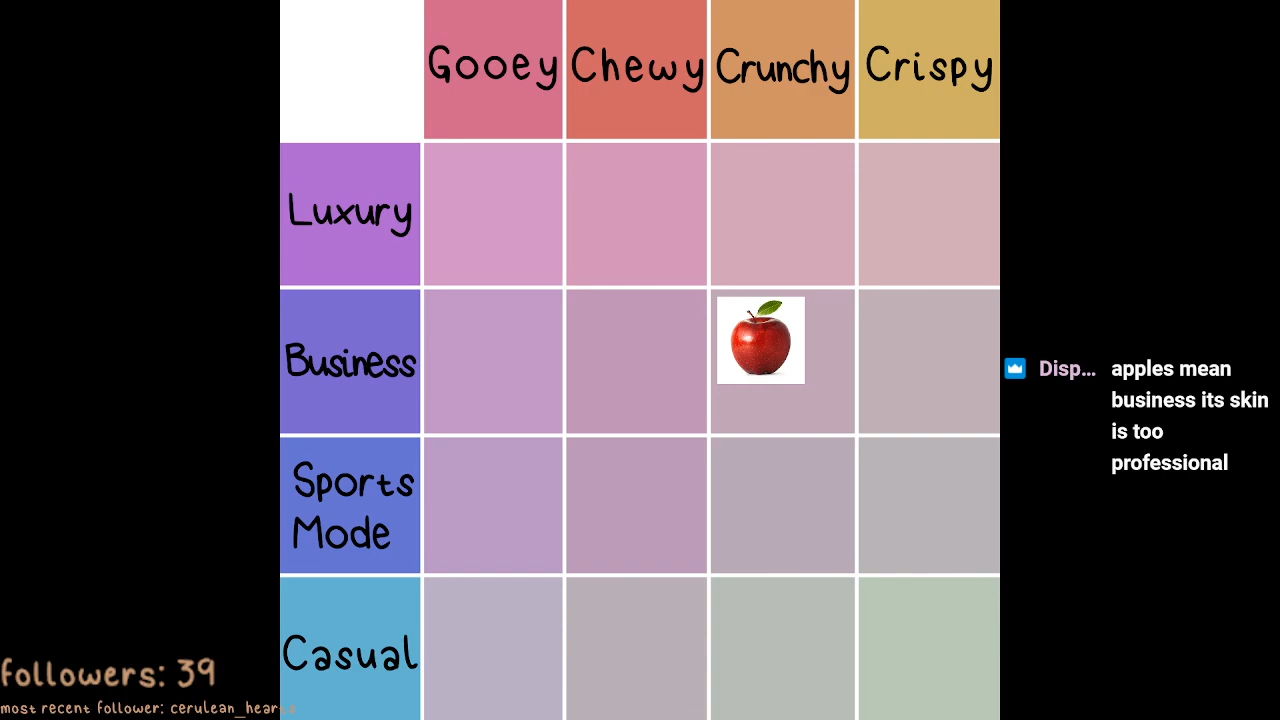 Gooey Chewy Crunchy Crispy
Luxury
Business
Disp... apples mean
business its skin
is too
professional
Sports
Mode
Casual
followers: 39
most recent follower: cerulean_hearts